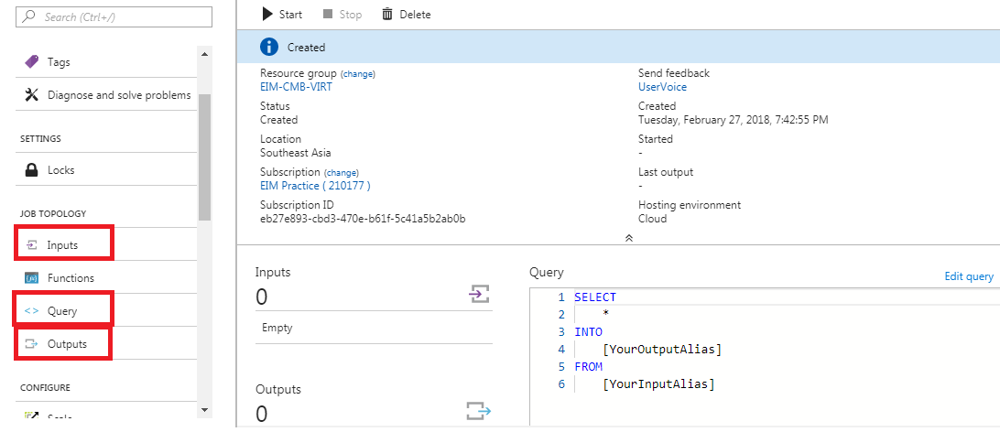 Search (Ctrl+/)
Tags
Diagnose and solve problems
SETTINGS
Locks
JOB TOPOLOGY
Inputs
Functions
Query
Outputs
CONFIGURE
Start Stop Delete
Created
Resource group (change)
EIM-CMB-VIRT
Status
Created
Location
Southeast Asia
Subscription (change)
EIM Practice ( 210177 )
Subscription ID
eb27e893-cbd3-470e-b61f-5c41a5b2ab0b
Send feedback
UserVoice
Created
Tuesday, February 27, 2018, 7:42:55 PM
Started
-
Last output
-
Hosting environment
Cloud
Inputs
0
Empty
Outputs
0
Query
Edit query
1 SELECT
2 *
3 INTO
4 [YourOutputAlias]
5 FROM
6 [YourInputAlias]